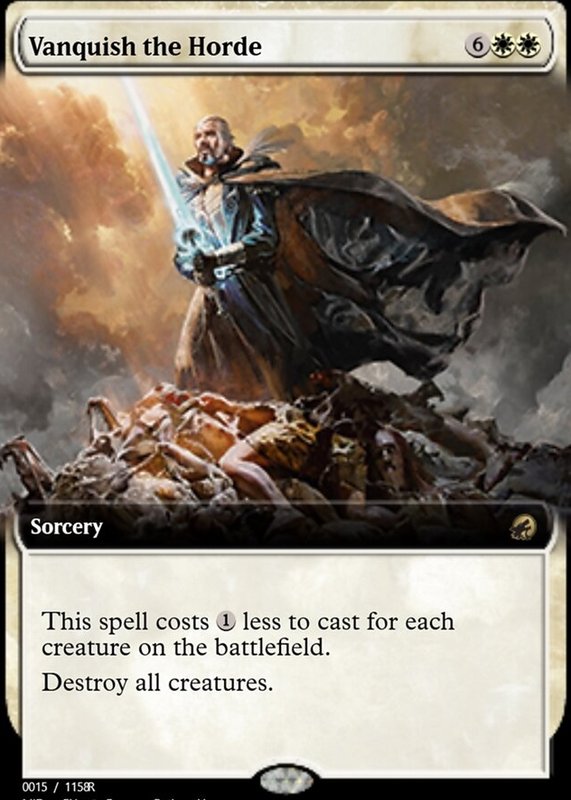 Vanquish the Horde 6
Sorcery
This spell costs 1 less to cast for each
creature on the battlefield.
Destroy all creatures.
0015 / 1158R